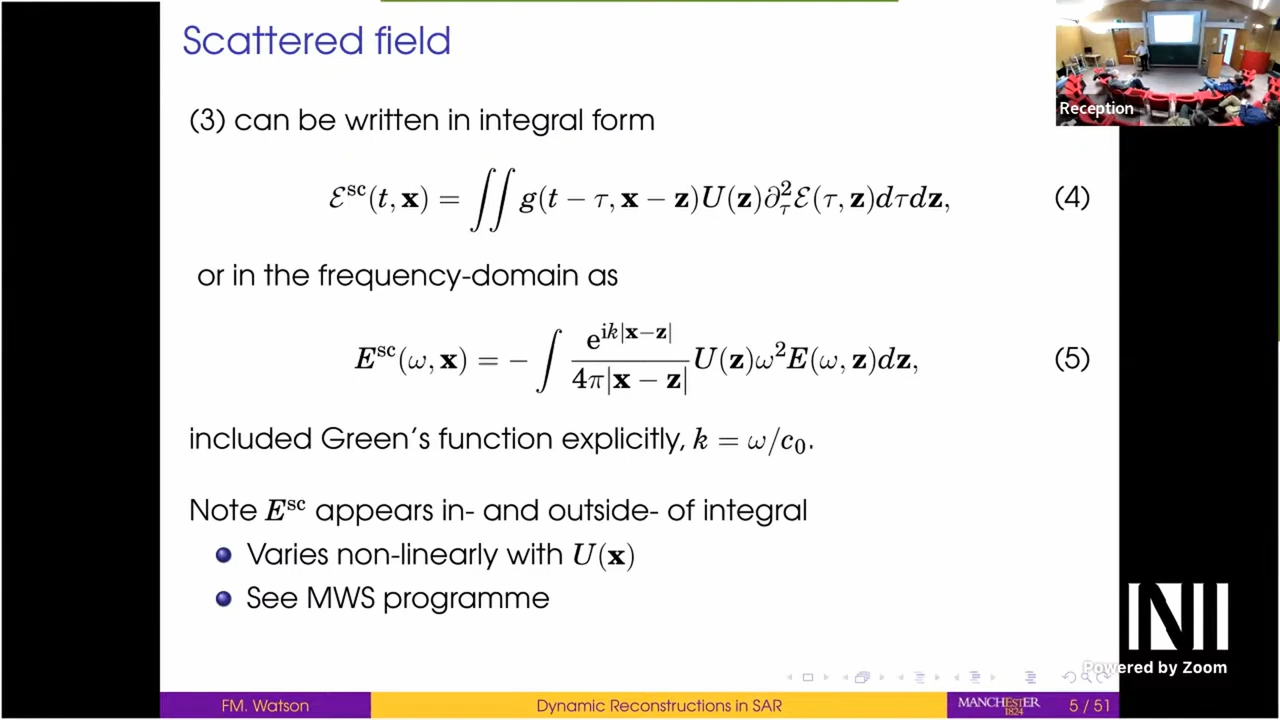 Scattered field
(3) can be written in integral form
ℰ^sc(t, x) = ∬ g(t − τ, x − z)U(z)∂_τ^2 ℰ(τ, z)dτdz, (4)
or in the frequency-domain as
E^sc(ω, x) = − ∫ e^{ik|x−z|} / 4π|x − z| U(z)ω^2 E(ω, z)dz, (5)
included Green's function explicitly, k = ω/c_0.
Note E^sc appears in- and outside- of integral
Varies non-linearly with U(x)
See MWS programme
Reception
Powered by Zoom
FM. Watson
Dynamic Reconstructions in SAR
MANCHESTER
1824
5 / 51